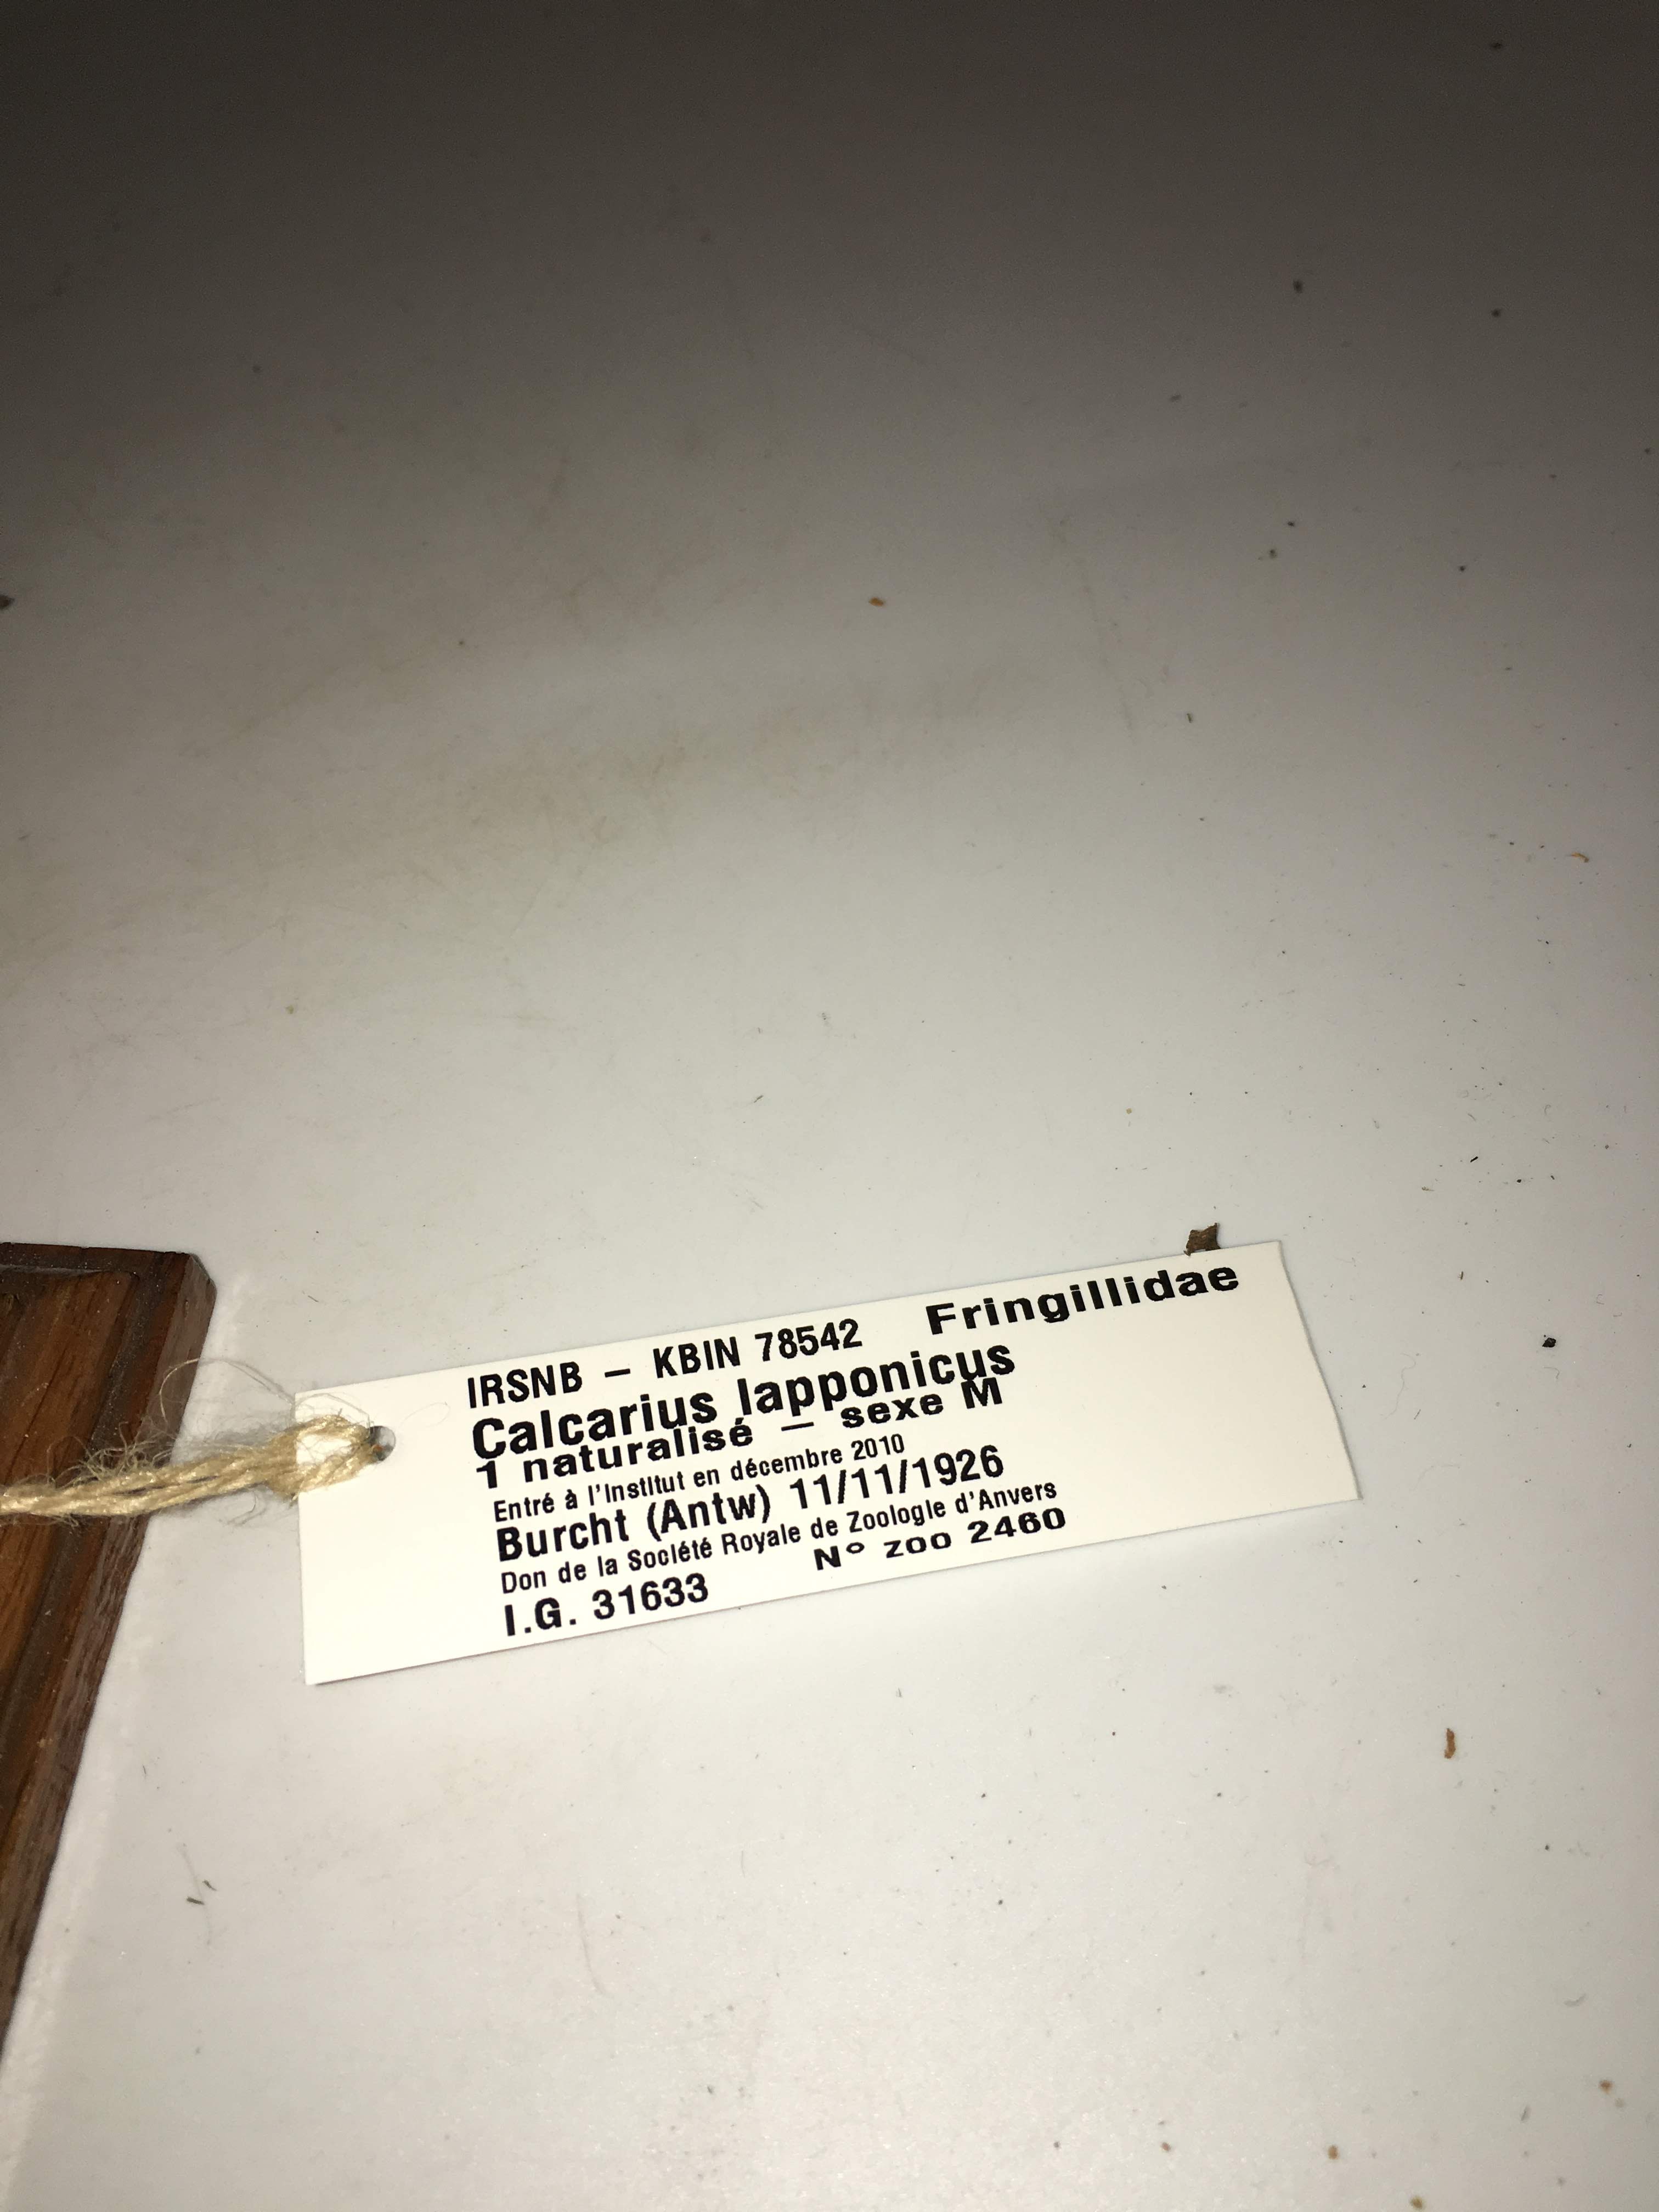 IRSNB – KBIN 78542 Fringillidae
Calcarius lapponicus
1 naturalisé – sexe M
Entré à l'Institut en décembre 2010
Burcht (Antw) 11/11/1926
Don de la Société Royale de Zoologie d'Anvers
I.G. 31633 N° zoo 2460